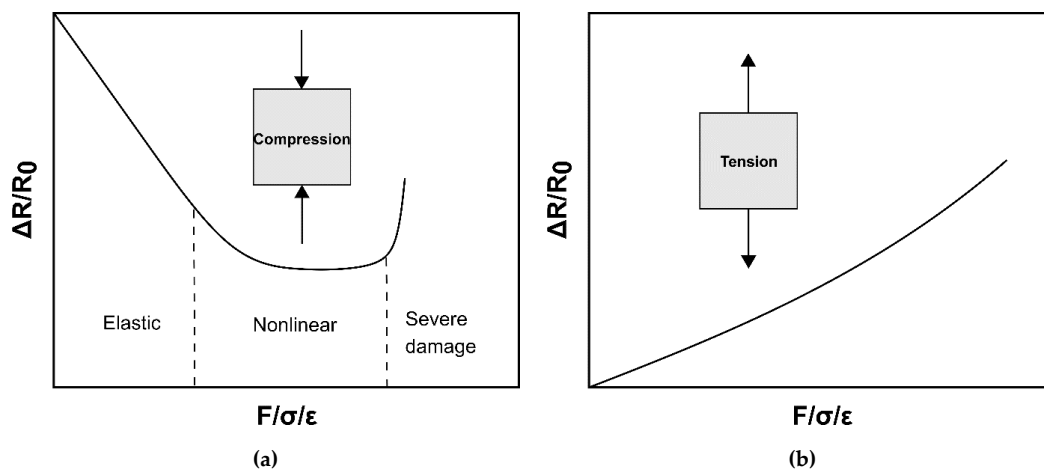 ΔR/R0
Compression
Elastic
Nonlinear
Severe
damage
F/σ/ε
(a)
ΔR/R0
Tension
F/σ/ε
(b)